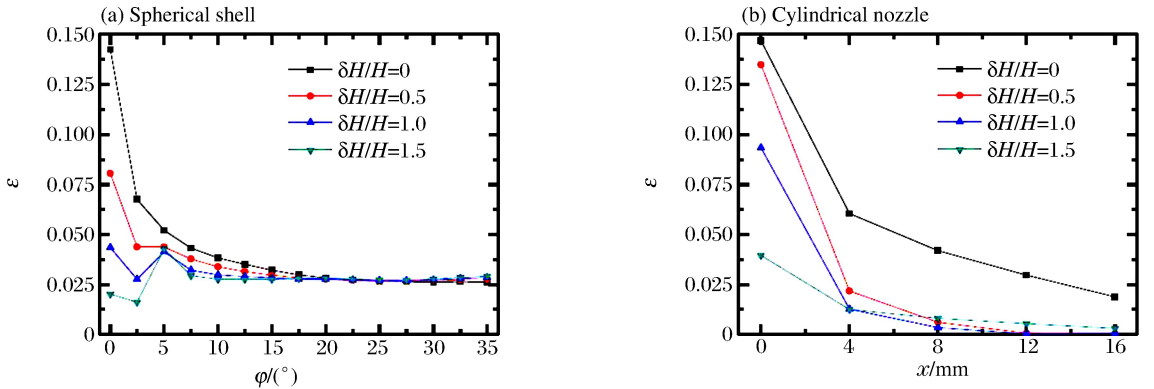 (a) Spherical shell
0.150
0.125
0.100
0.075
0.050
0.025
0
ε
δH/H=0
δH/H=0.5
δH/H=1.0
δH/H=1.5
0 5 10 15 20 25 30 35
φ/(°)
(b) Cylindrical nozzle
0.150
0.125
0.100
0.075
0.050
0.025
0
ε
δH/H=0
δH/H=0.5
δH/H=1.0
δH/H=1.5
0 4 8 12 16
x/mm